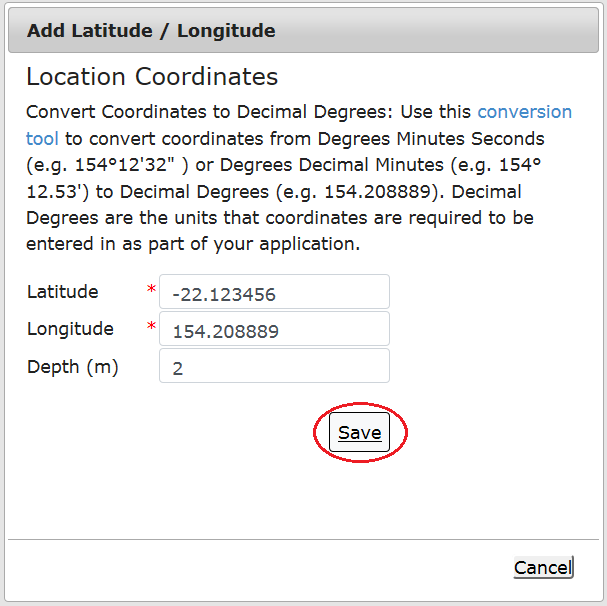 Add Latitude / Longitude
Location Coordinates
Convert Coordinates to Decimal Degrees: Use this conversion
tool to convert coordinates from Degrees Minutes Seconds
(e.g. 154°12'32" ) or Degrees Decimal Minutes (e.g. 154°
12.53') to Decimal Degrees (e.g. 154.208889). Decimal
Degrees are the units that coordinates are required to be
entered in as part of your application.
Latitude * -22.123456
Longitude * 154.208889
Depth (m) 2
Save
Cancel